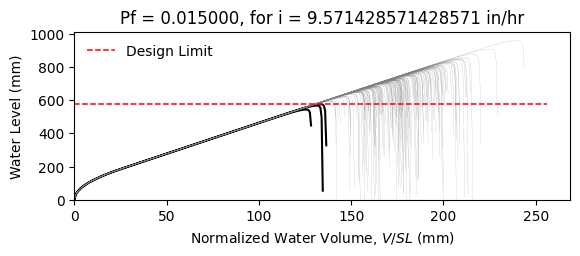 Pf = 0.015000, for i = 9.571428571428571 in/hr
Water Level (mm)
1000
800
600
400
200
0
Design Limit
0 50 100 150 200 250
Normalized Water Volume, V/SL (mm)